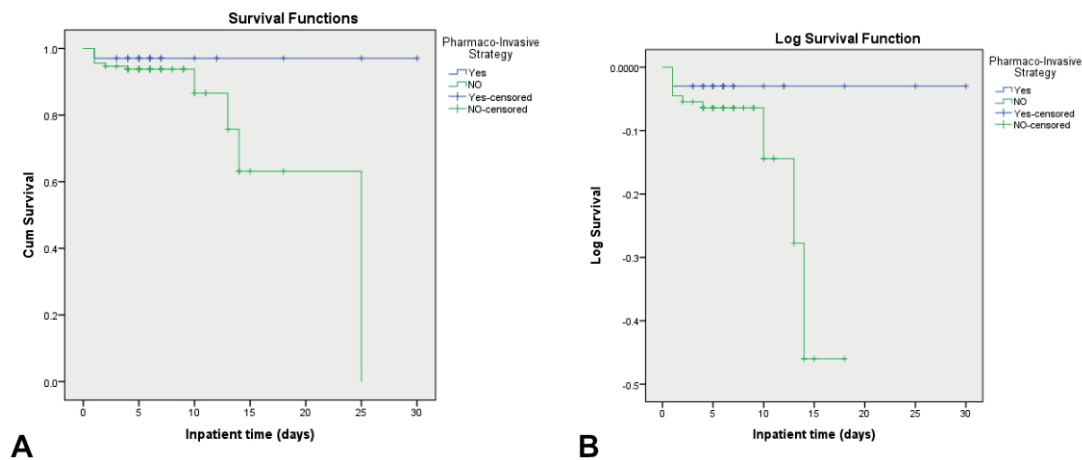 Survival Functions
Pharmaco-Invasive
Strategy
Yes
NO
Yes-censored
NO-censored
1.0
0.8
0.6
0.4
0.2
0.0
Cum Survival
0
5
10
15
20
25
30
Inpatient time (days)
A
Log Survival Function
Pharmaco-Invasive
Strategy
Yes
NO
Yes-censored
NO-censored
0.0000
-0.1
-0.2
-0.3
-0.4
-0.5
Log Survival
0
5
10
15
20
25
30
Inpatient time (days)
B